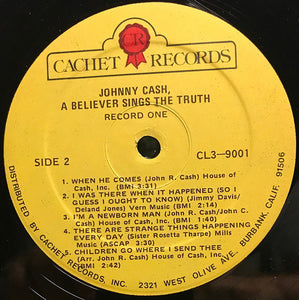 CR
CACHET RECORDS
JOHNNY CASH,
A BELIEVER SINGS THE TRUTH
RECORD ONE
SIDE 2
CL3—9001
1. WHEN HE COMES (John R. Cash) House of
Cash, Inc. (BMI 3:31)
2. I WAS THERE WHEN IT HAPPENED (SO I
GUESS I OUGHT TO KNOW) (Jimmy Davis/
Deland Jones) Vern Music) (BMI 2:14)
3. I'M A NEWBORN MAN (John R. Cash/John C.
Cash) House of Cash, Inc. (BMI 2:14)
4. THERE ARE STRANGE THINGS HAPPENING
EVERY DAY (Sister Rosetta Tharpe) Mills
Music (ASCAP 3:30)
5. CHILDREN GO WHERE I SEND THEE
(Arr. John R. Cash) House of Cash, Inc.
BMI) 2:42)
DISTRIBUTED BY CACHET RECORDS, INC. 2321 WEST OLIVE AVE. BURBANK, CALIF. 91506